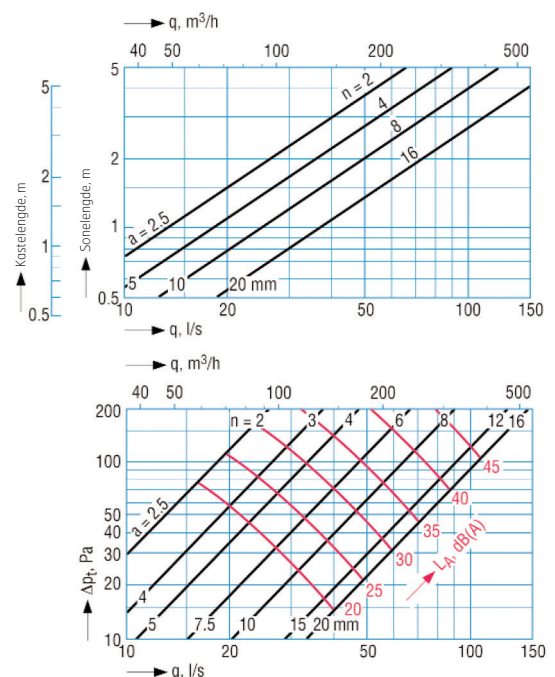 q, m³/h
40 50 100 200 500
5 5
n = 2
4
8
16
2 2
1 1
a = 2.5
5 10 20 mm
0.5 0.5
Kastelengde, m
Sonelengde, m
10 20 50 100 150
q, l/s
q, m³/h
40 50 100 200 500
200 n = 2 3 4 6 8 12 16
100
45
40
a = 2.5
50
40
35
30
30
LA, dB(A)
20
25
20
4 5 7.5 10 15 20 mm
10
Δpt, Pa
10 20 50 100 150
q, l/s